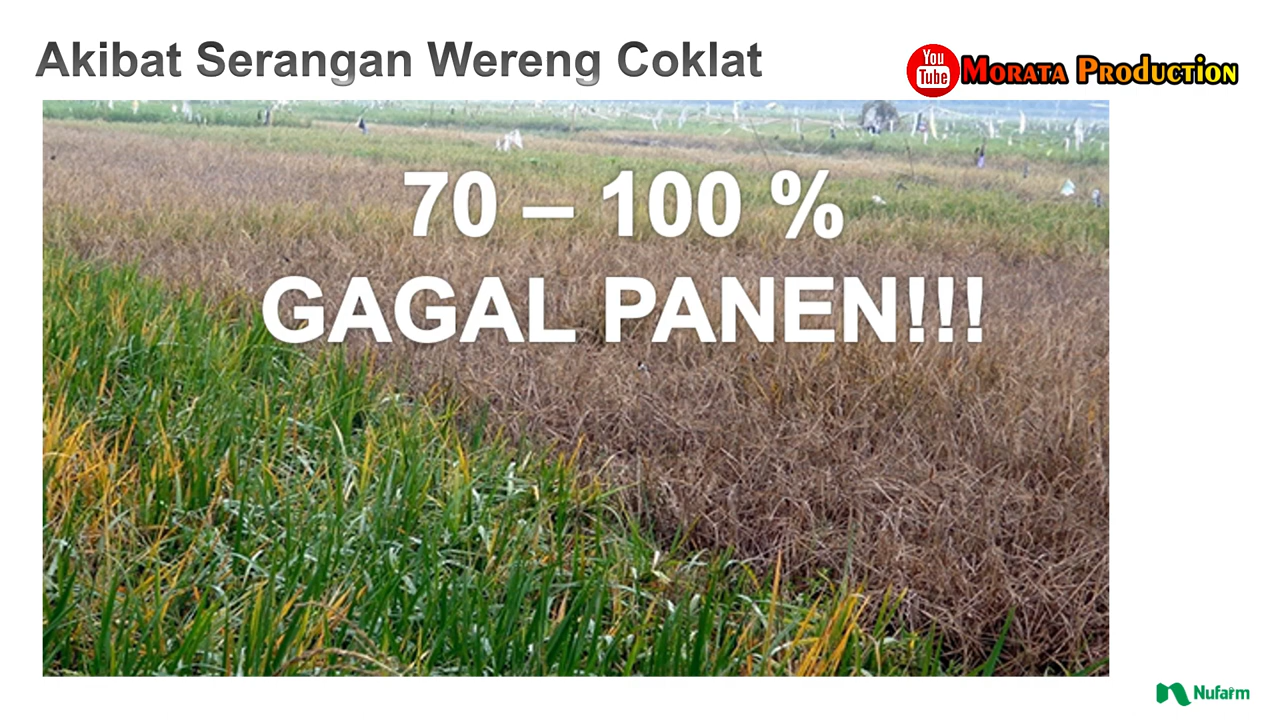 Akibat Serangan Wereng Coklat
You
Tube
MORATA PRODUCTION
70 – 100 %
GAGAL PANEN!!!
Nufarm